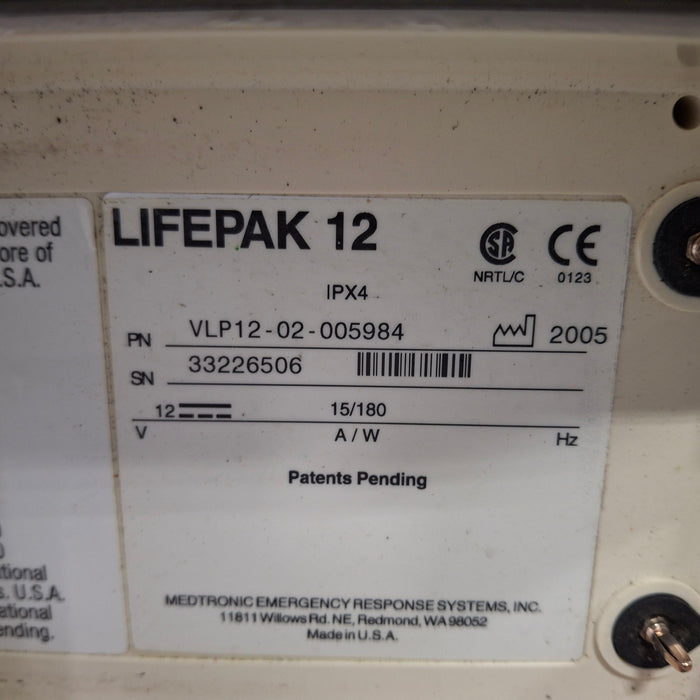 overed
ore of
.S.A.
tional
s. U.S.A.
ational
ending.
LIFEPAK 12
SA
NRTL/C
CE
0123
IPX4
PN VLP12-02-005984 2005
SN 33226506
12 15/180
V A / W Hz
Patents Pending
MEDTRONIC EMERGENCY RESPONSE SYSTEMS, INC.
11811 Willows Rd. NE, Redmond, WA 98052
Made in U.S.A.